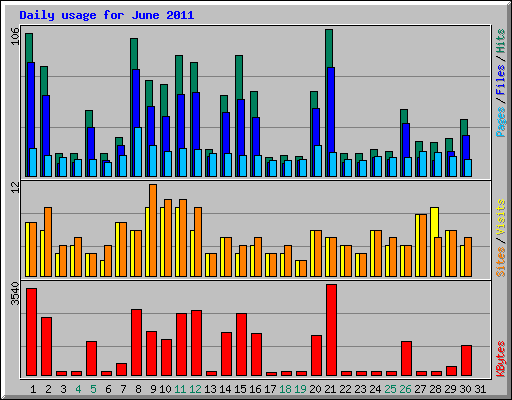 Daily usage for June 2011
106
Pages / Files / Hits
12
Sites / Visits
3540
KBytes
1 2 3 4 5 6 7 8 9 10 11 12 13 14 15 16 17 18 19 20 21 22 23 24 25 26 27 28 29 30 31